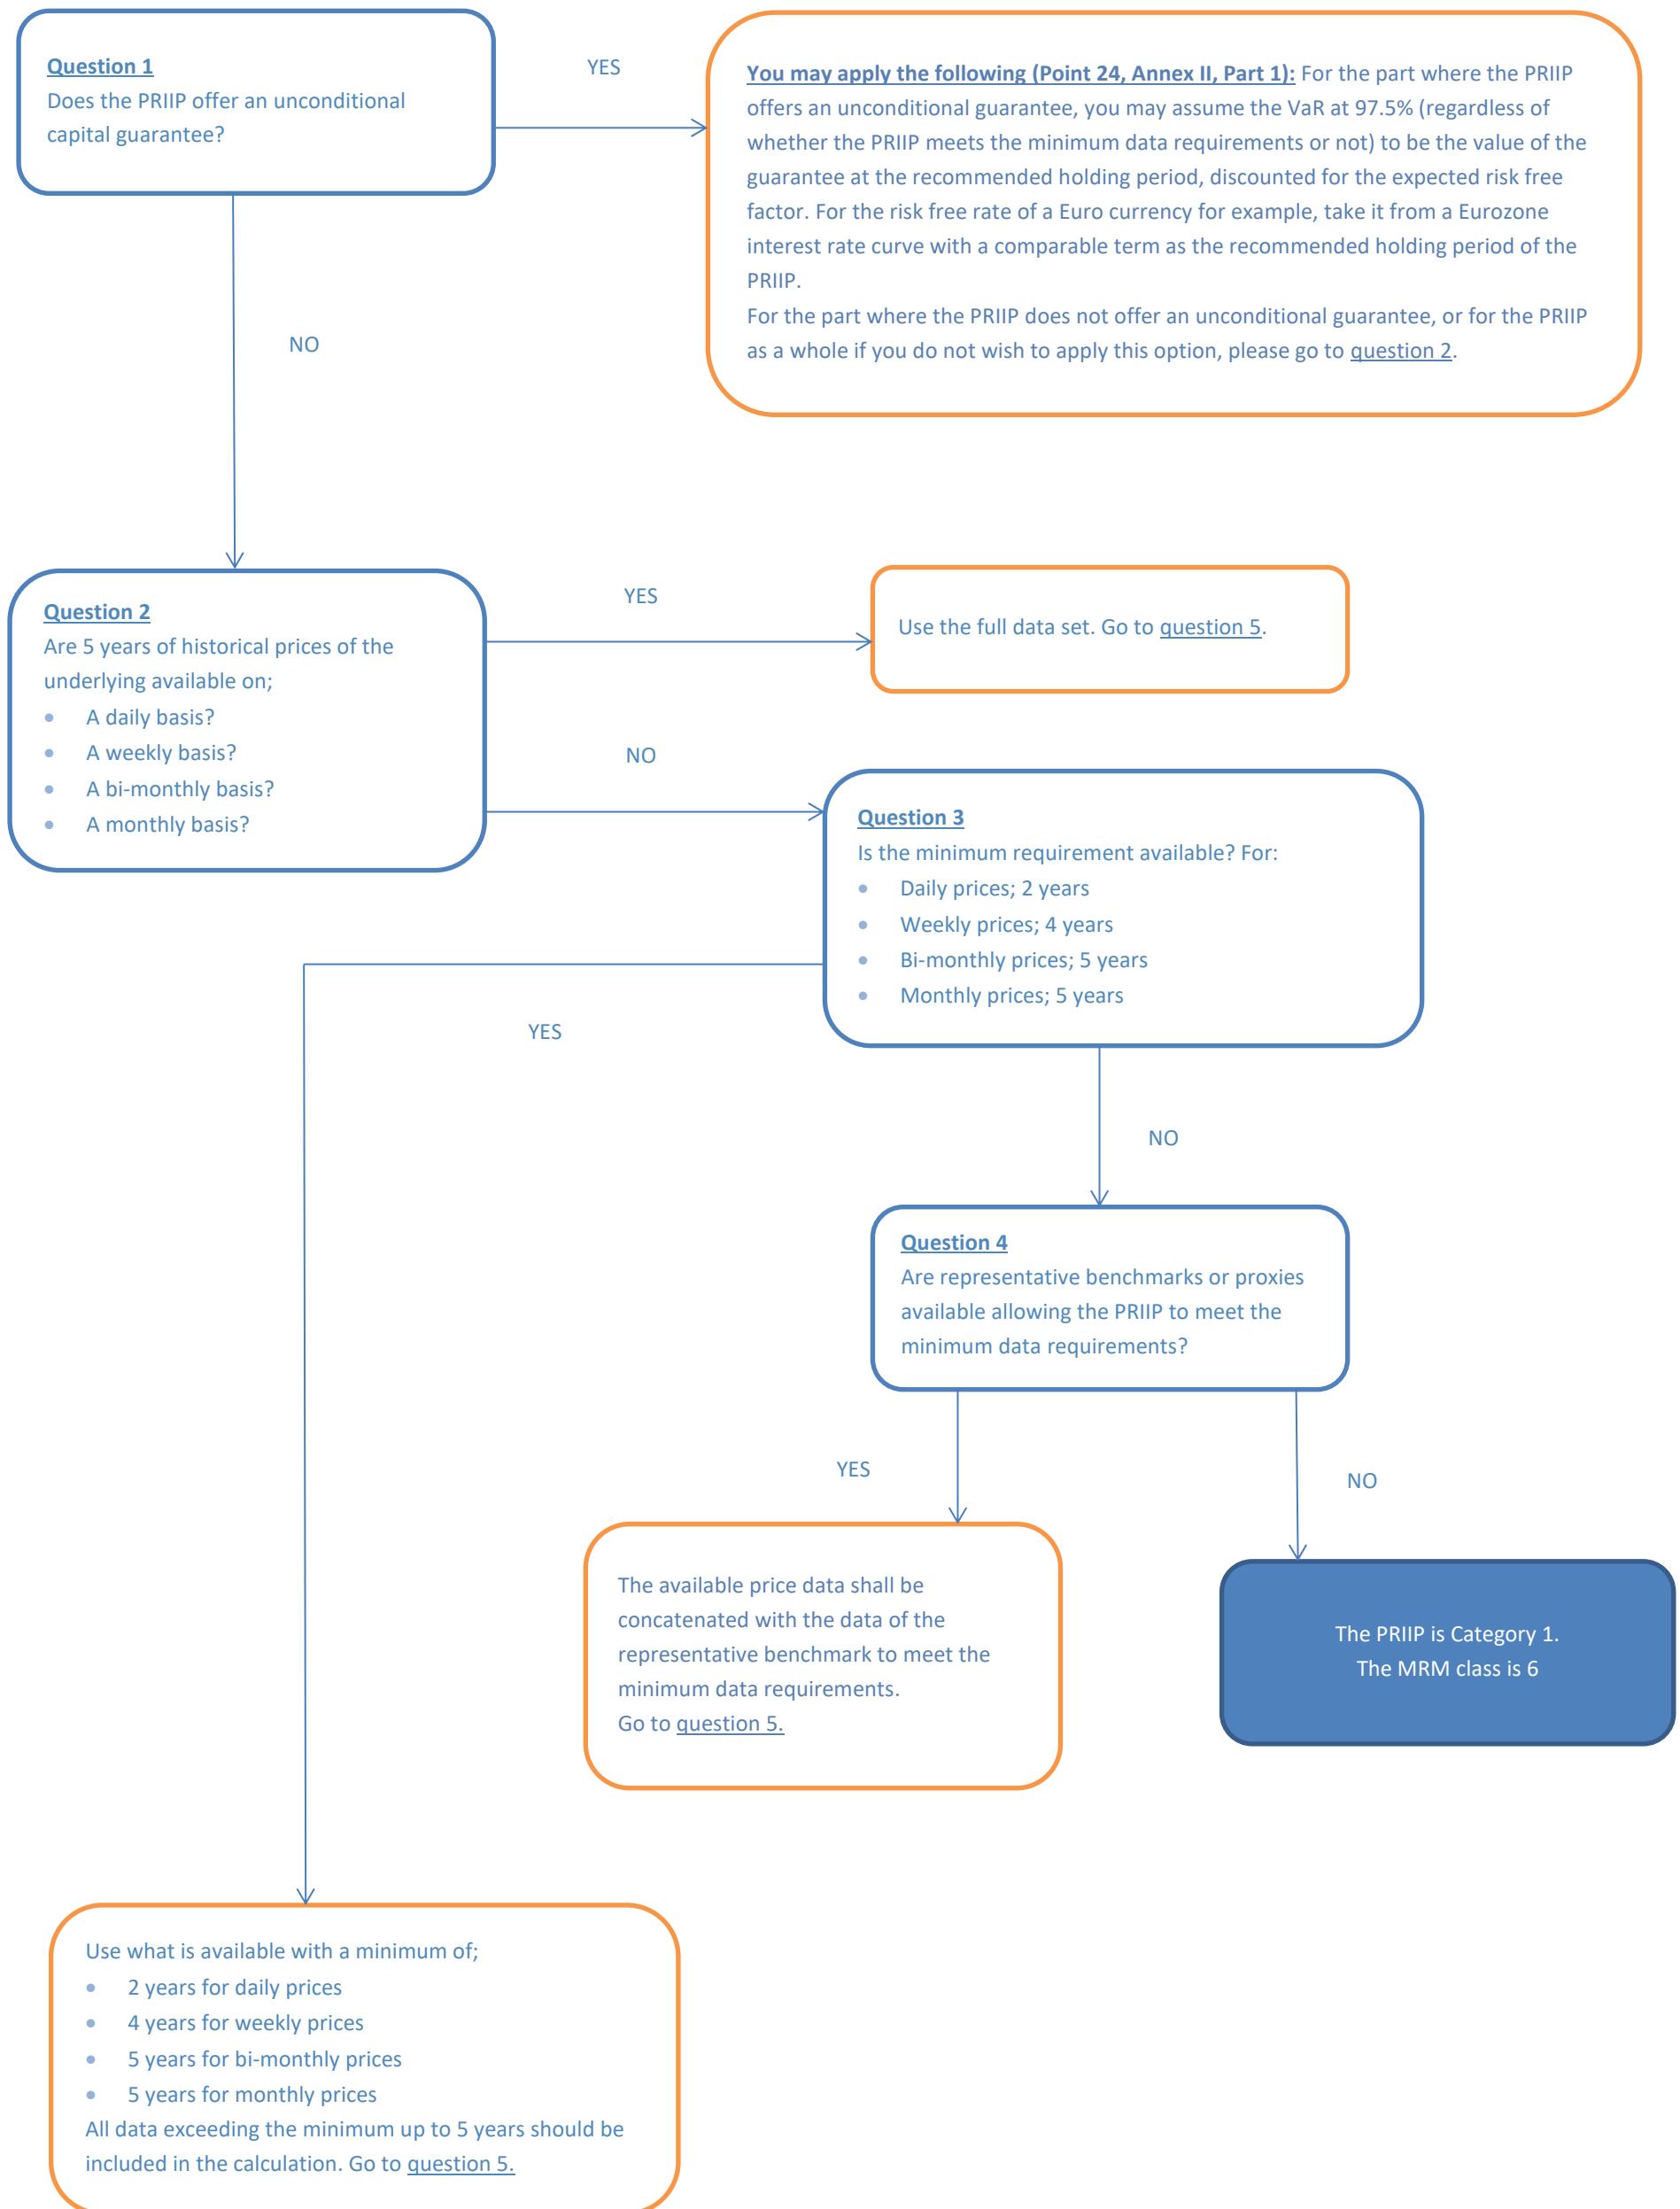 Question 1
Does the PRIIP offer an unconditional
capital guarantee?
YES
You may apply the following (Point 24, Annex II, Part 1): For the part where the PRIIP
offers an unconditional guarantee, you may assume the VaR at 97.5% (regardless of
whether the PRIIP meets the minimum data requirements or not) to be the value of the
guarantee at the recommended holding period, discounted for the expected risk free
factor. For the risk free rate of a Euro currency for example, take it from a Eurozone
interest rate curve with a comparable term as the recommended holding period of the
PRIIP.
For the part where the PRIIP does not offer an unconditional guarantee, or for the PRIIP
as a whole if you do not wish to apply this option, please go to question 2.
NO
Question 2
Are 5 years of historical prices of the
underlying available on;
• A daily basis?
• A weekly basis?
• A bi-monthly basis?
• A monthly basis?
YES
Use the full data set. Go to question 5.
NO
Question 3
Is the minimum requirement available? For:
• Daily prices; 2 years
• Weekly prices; 4 years
• Bi-monthly prices; 5 years
• Monthly prices; 5 years
YES
NO
Question 4
Are representative benchmarks or proxies
available allowing the PRIIP to meet the
minimum data requirements?
YES
NO
The available price data shall be
concatenated with the data of the
representative benchmark to meet the
minimum data requirements.
Go to question 5.
The PRIIP is Category 1.
The MRM class is 6
Use what is available with a minimum of;
• 2 years for daily prices
• 4 years for weekly prices
• 5 years for bi-monthly prices
• 5 years for monthly prices
All data exceeding the minimum up to 5 years should be
included in the calculation. Go to question 5.